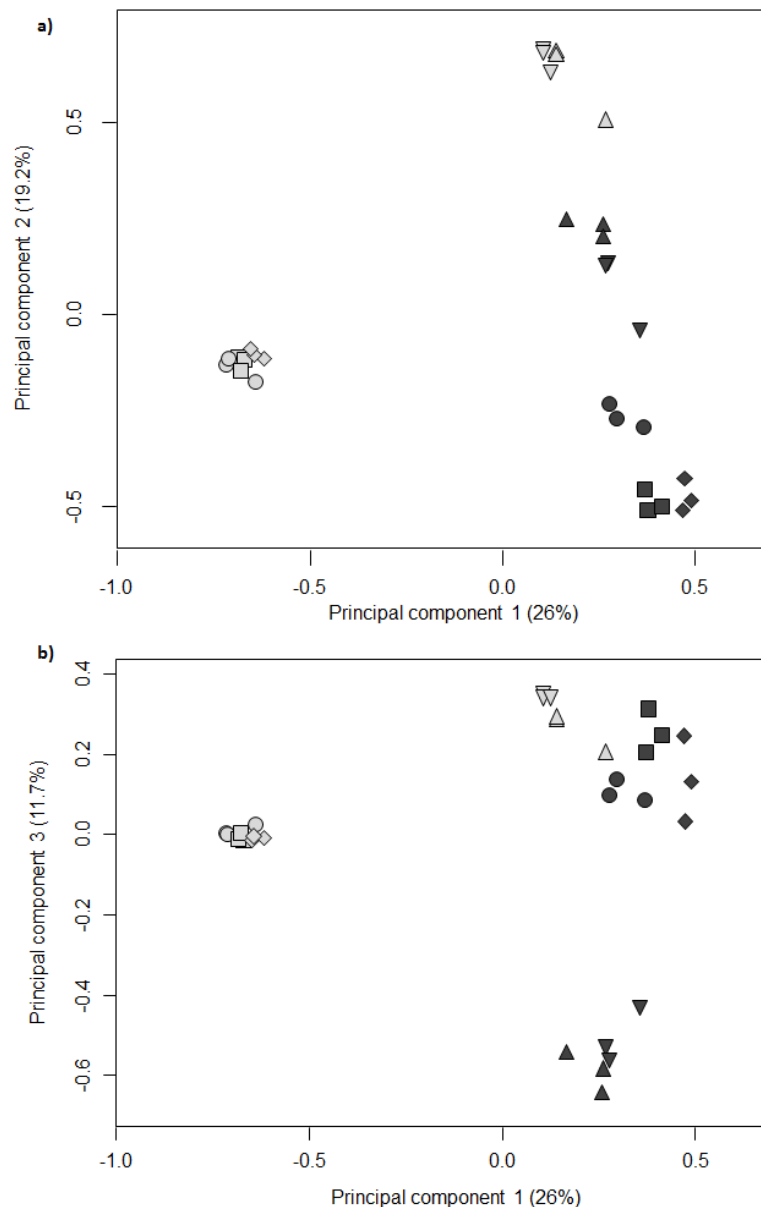 a)
Principal component 2 (19.2%)
0.5
0.0
-0.5
-1.0 -0.5 0.0 0.5
Principal component 1 (26%)
b)
Principal component 3 (11.7%)
0.4
0.2
0.0
-0.2
-0.4
-0.6
-1.0 -0.5 0.0 0.5
Principal component 1 (26%)